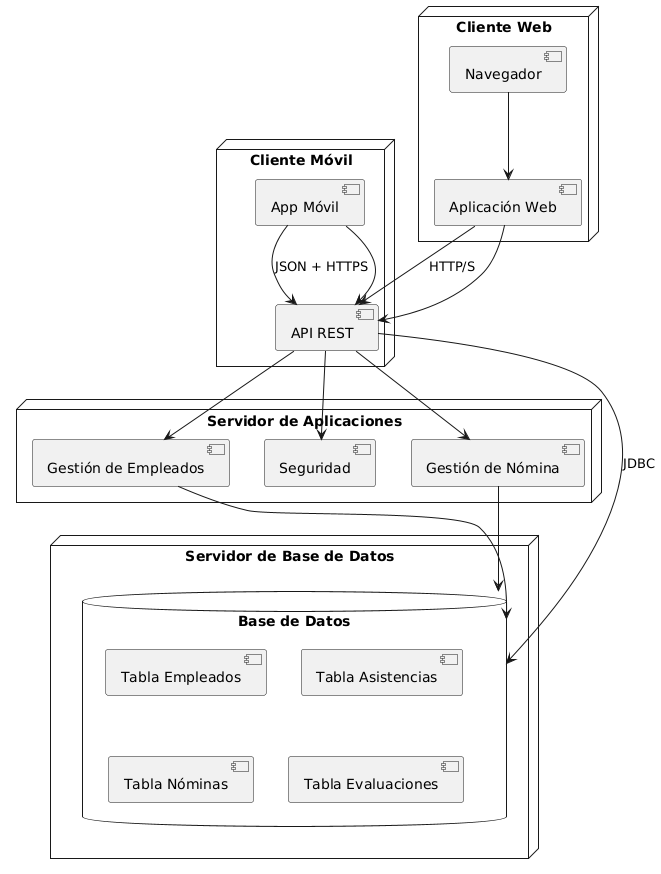 Cliente Web
Navegador
Cliente Móvil
App Móvil
Aplicación Web
JSON + HTTPS
HTTP/S
API REST
Servidor de Aplicaciones
Gestión de Empleados
Seguridad
Gestión de Nómina
JDBC
Servidor de Base de Datos
Base de Datos
Tabla Empleados
Tabla Asistencias
Tabla Nóminas
Tabla Evaluaciones